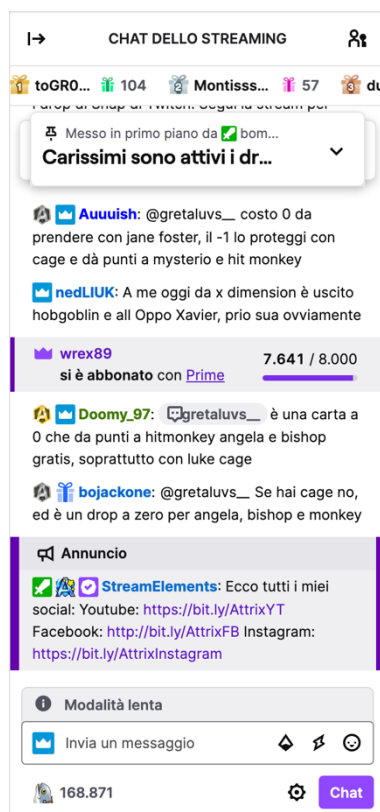 CHAT DELLO STREAMING
1 toGR0... 104 2 Montisss... 57 3 du
Messo in primo piano da bom...
Carissimi sono attivi i dr...
Auuuish: @gretaluvs__ costo 0 da
prendere con jane foster, il -1 lo proteggi con
cage e dà punti a mysterio e hit monkey
nedLIUK: A me oggi da x dimension è uscito
hobgoblin e all Oppo Xavier, prio sua ovviamente
wrex89
si è abbonato con Prime
7.641 / 8.000
Doomy_97: gretaluvs__ è una carta a
0 che da punti a hitmonkey angela e bishop
gratis, soprattutto con luke cage
bojackone: @gretaluvs__ Se hai cage no,
ed è un drop a zero per angela, bishop e monkey
Annuncio
StreamElements: Ecco tutti i miei
social: Youtube: https://bit.ly/AttrixYT
Facebook: http://bit.ly/AttrixFB Instagram:
https://bit.ly/AttrixInstagram
Modalità lenta
Invia un messaggio
168.871
Chat